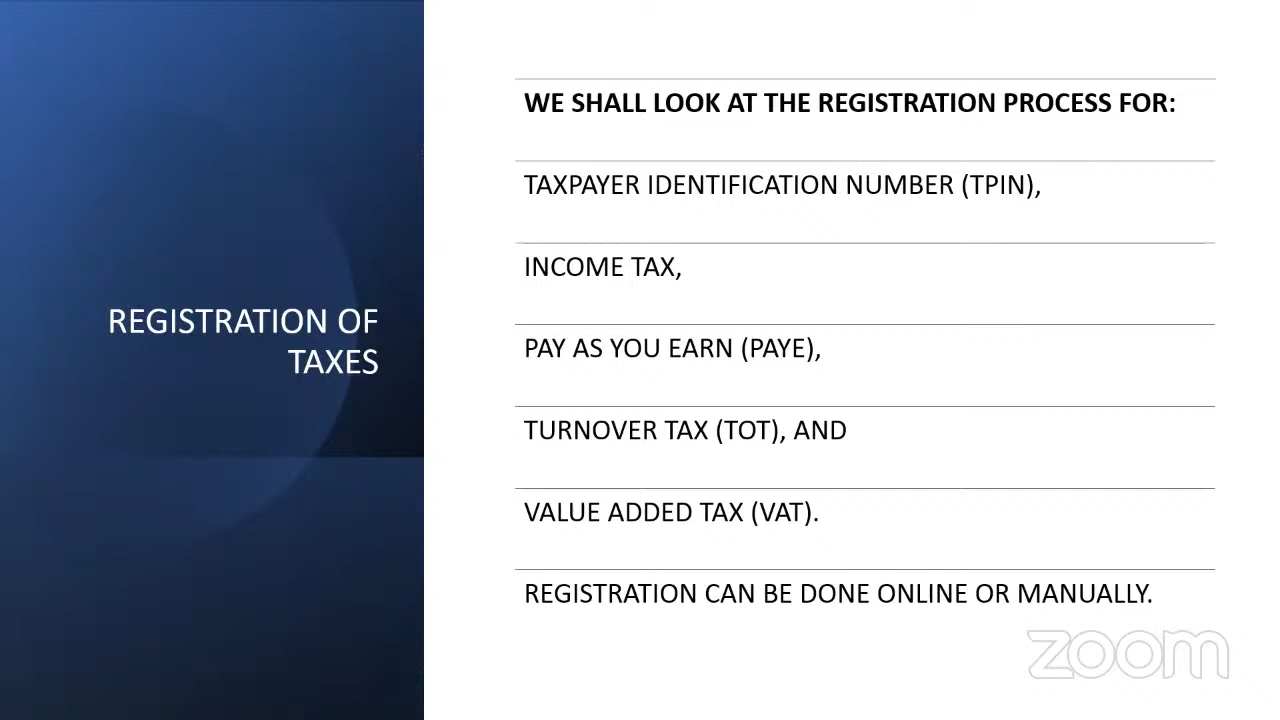 REGISTRATION OF
TAXES
WE SHALL LOOK AT THE REGISTRATION PROCESS FOR:
TAXPAYER IDENTIFICATION NUMBER (TPIN),
INCOME TAX,
PAY AS YOU EARN (PAYE),
TURNOVER TAX (TOT), AND
VALUE ADDED TAX (VAT).
REGISTRATION CAN BE DONE ONLINE OR MANUALLY.
zoom